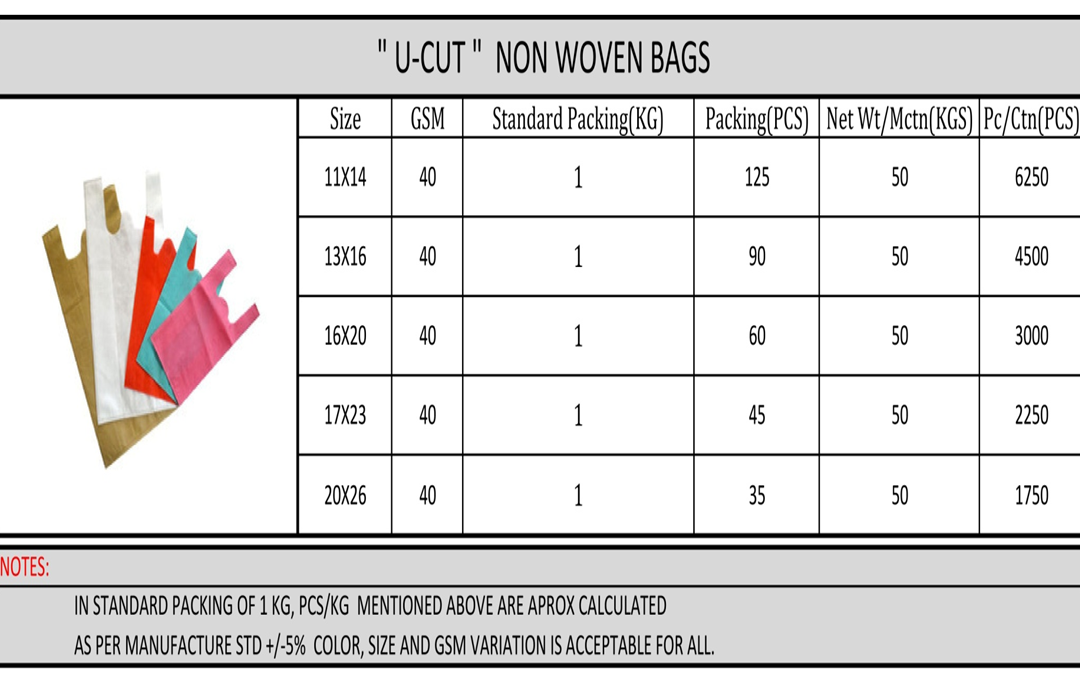 " U-CUT " NON WOVEN BAGS
Size GSM Standard Packing(KG) Packing(PCS) Net Wt/Mctn(KGS) Pc/Ctn(PCS)
11X14 40 1 125 50 6250
13X16 40 1 90 50 4500
16X20 40 1 60 50 3000
17X23 40 1 45 50 2250
20X26 40 1 35 50 1750
NOTES:
IN STANDARD PACKING OF 1 KG, PCS/KG MENTIONED ABOVE ARE APROX CALCULATED
AS PER MANUFACTURE STD +/-5% COLOR, SIZE AND GSM VARIATION IS ACCEPTABLE FOR ALL.